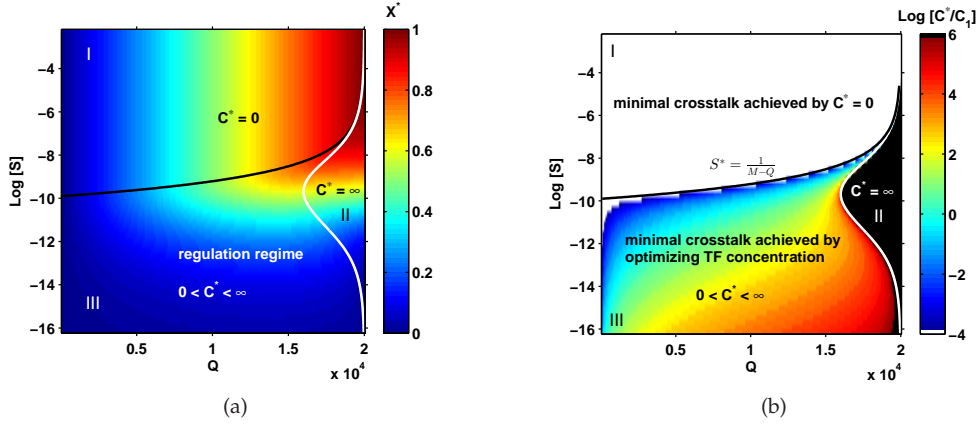 X*
I
C* = 0
C* = ∞
II
regulation regime
0 < C* < ∞
III
Log [S]
−4
−6
−8
−10
−12
−14
−16
0.5
1
1.5
2
x 10^4
Q
1
0.8
0.6
0.4
0.2
0
(a)
Log [C*/C1]
I
minimal crosstalk achieved by C* = 0
S* = 1/(M−Q)
C* = ∞
II
minimal crosstalk achieved by
optimizing TF concentration
0 < C* < ∞
III
Log [S]
−4
−6
−8
−10
−12
−14
−16
0.5
1
1.5
2
x 10^4
Q
6
4
2
0
−2
−4
(b)